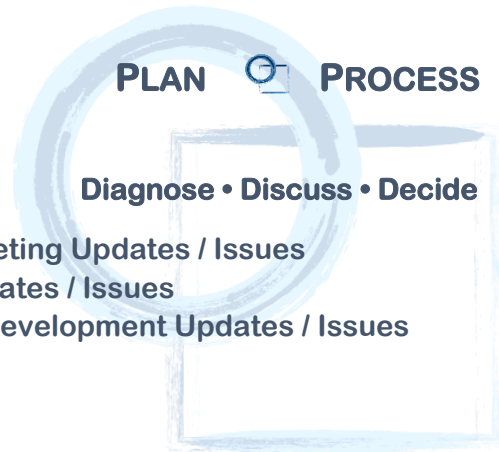 PLAN PROCESS
Diagnose • Discuss • Decide
eting Updates / Issues
ates / Issues
evelopment Updates / Issues